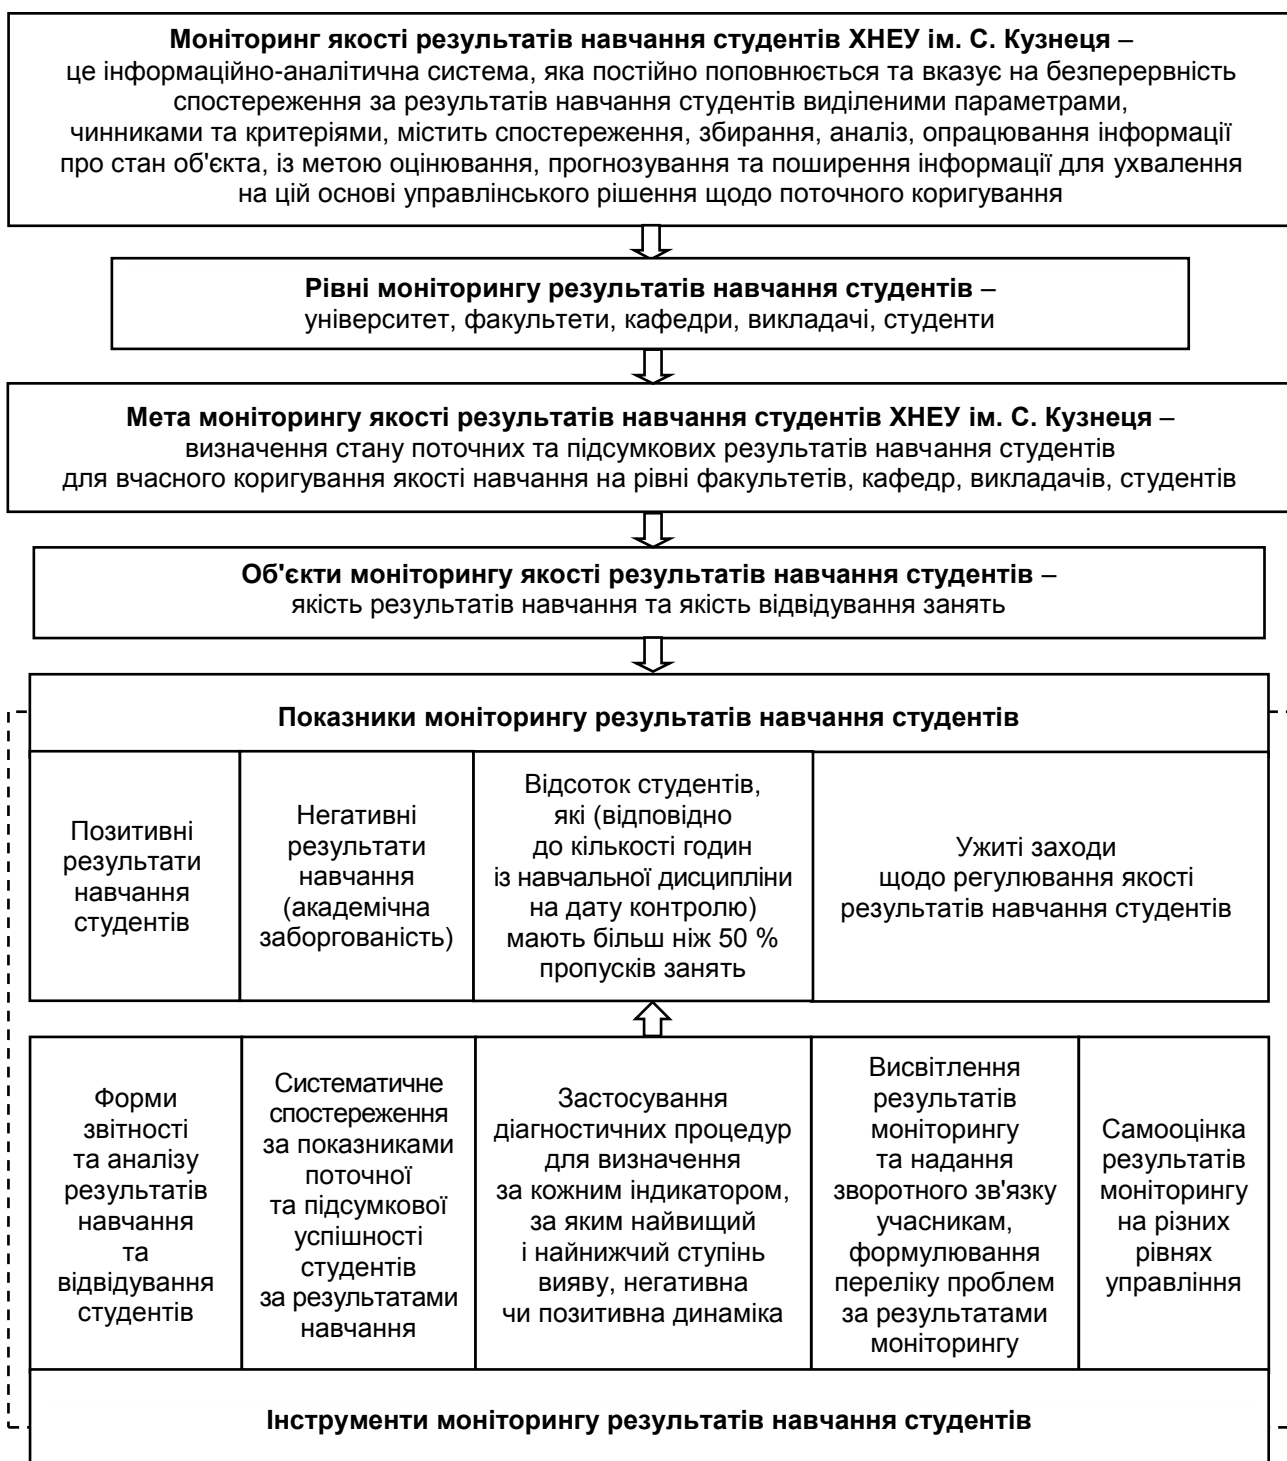 Моніторинг якості результатів навчання студентів ХНЕУ ім. С. Кузнеця –
це інформаційно-аналітична система, яка постійно поповнюється та вказує на безперервність
спостереження за результатів навчання студентів виділеними параметрами,
чинниками та критеріями, містить спостереження, збирання, аналіз, опрацювання інформації
про стан об'єкта, із метою оцінювання, прогнозування та поширення інформації для ухвалення
на цій основі управлінського рішення щодо поточного коригування
Рівні моніторингу результатів навчання студентів –
університет, факультети, кафедри, викладачі, студенти
Мета моніторингу якості результатів навчання студентів ХНЕУ ім. С. Кузнеця –
визначення стану поточних та підсумкових результатів навчання студентів
для вчасного коригування якості навчання на рівні факультетів, кафедр, викладачів, студентів
Об'єкти моніторингу якості результатів навчання студентів –
якість результатів навчання та якість відвідування занять
Показники моніторингу результатів навчання студентів
Позитивні
результати
навчання
студентів
Негативні
результати
навчання
(академічна
заборгованість)
Відсоток студентів,
які (відповідно
до кількості годин
із навчальної дисципліни
на дату контролю)
мають більш ніж 50 %
пропусків занять
Ужиті заходи
щодо регулювання якості
результатів навчання студентів
Форми
звітності
та аналізу
результатів
навчання
та
відвідування
студентів
Систематичне
спостереження
за показниками
поточної
та підсумкової
успішності
студентів
за результатами
навчання
Застосування
діагностичних процедур
для визначення
за кожним індикатором,
за яким найвищий
і найнижчий ступінь
вияву, негативна
чи позитивна динаміка
Висвітлення
результатів
моніторингу
та надання
зворотного зв'язку
учасникам,
формулювання
переліку проблем
за результатами
моніторингу
Самооцінка
результатів
моніторингу
на різних
рівнях
управління
Інструменти моніторингу результатів навчання студентів